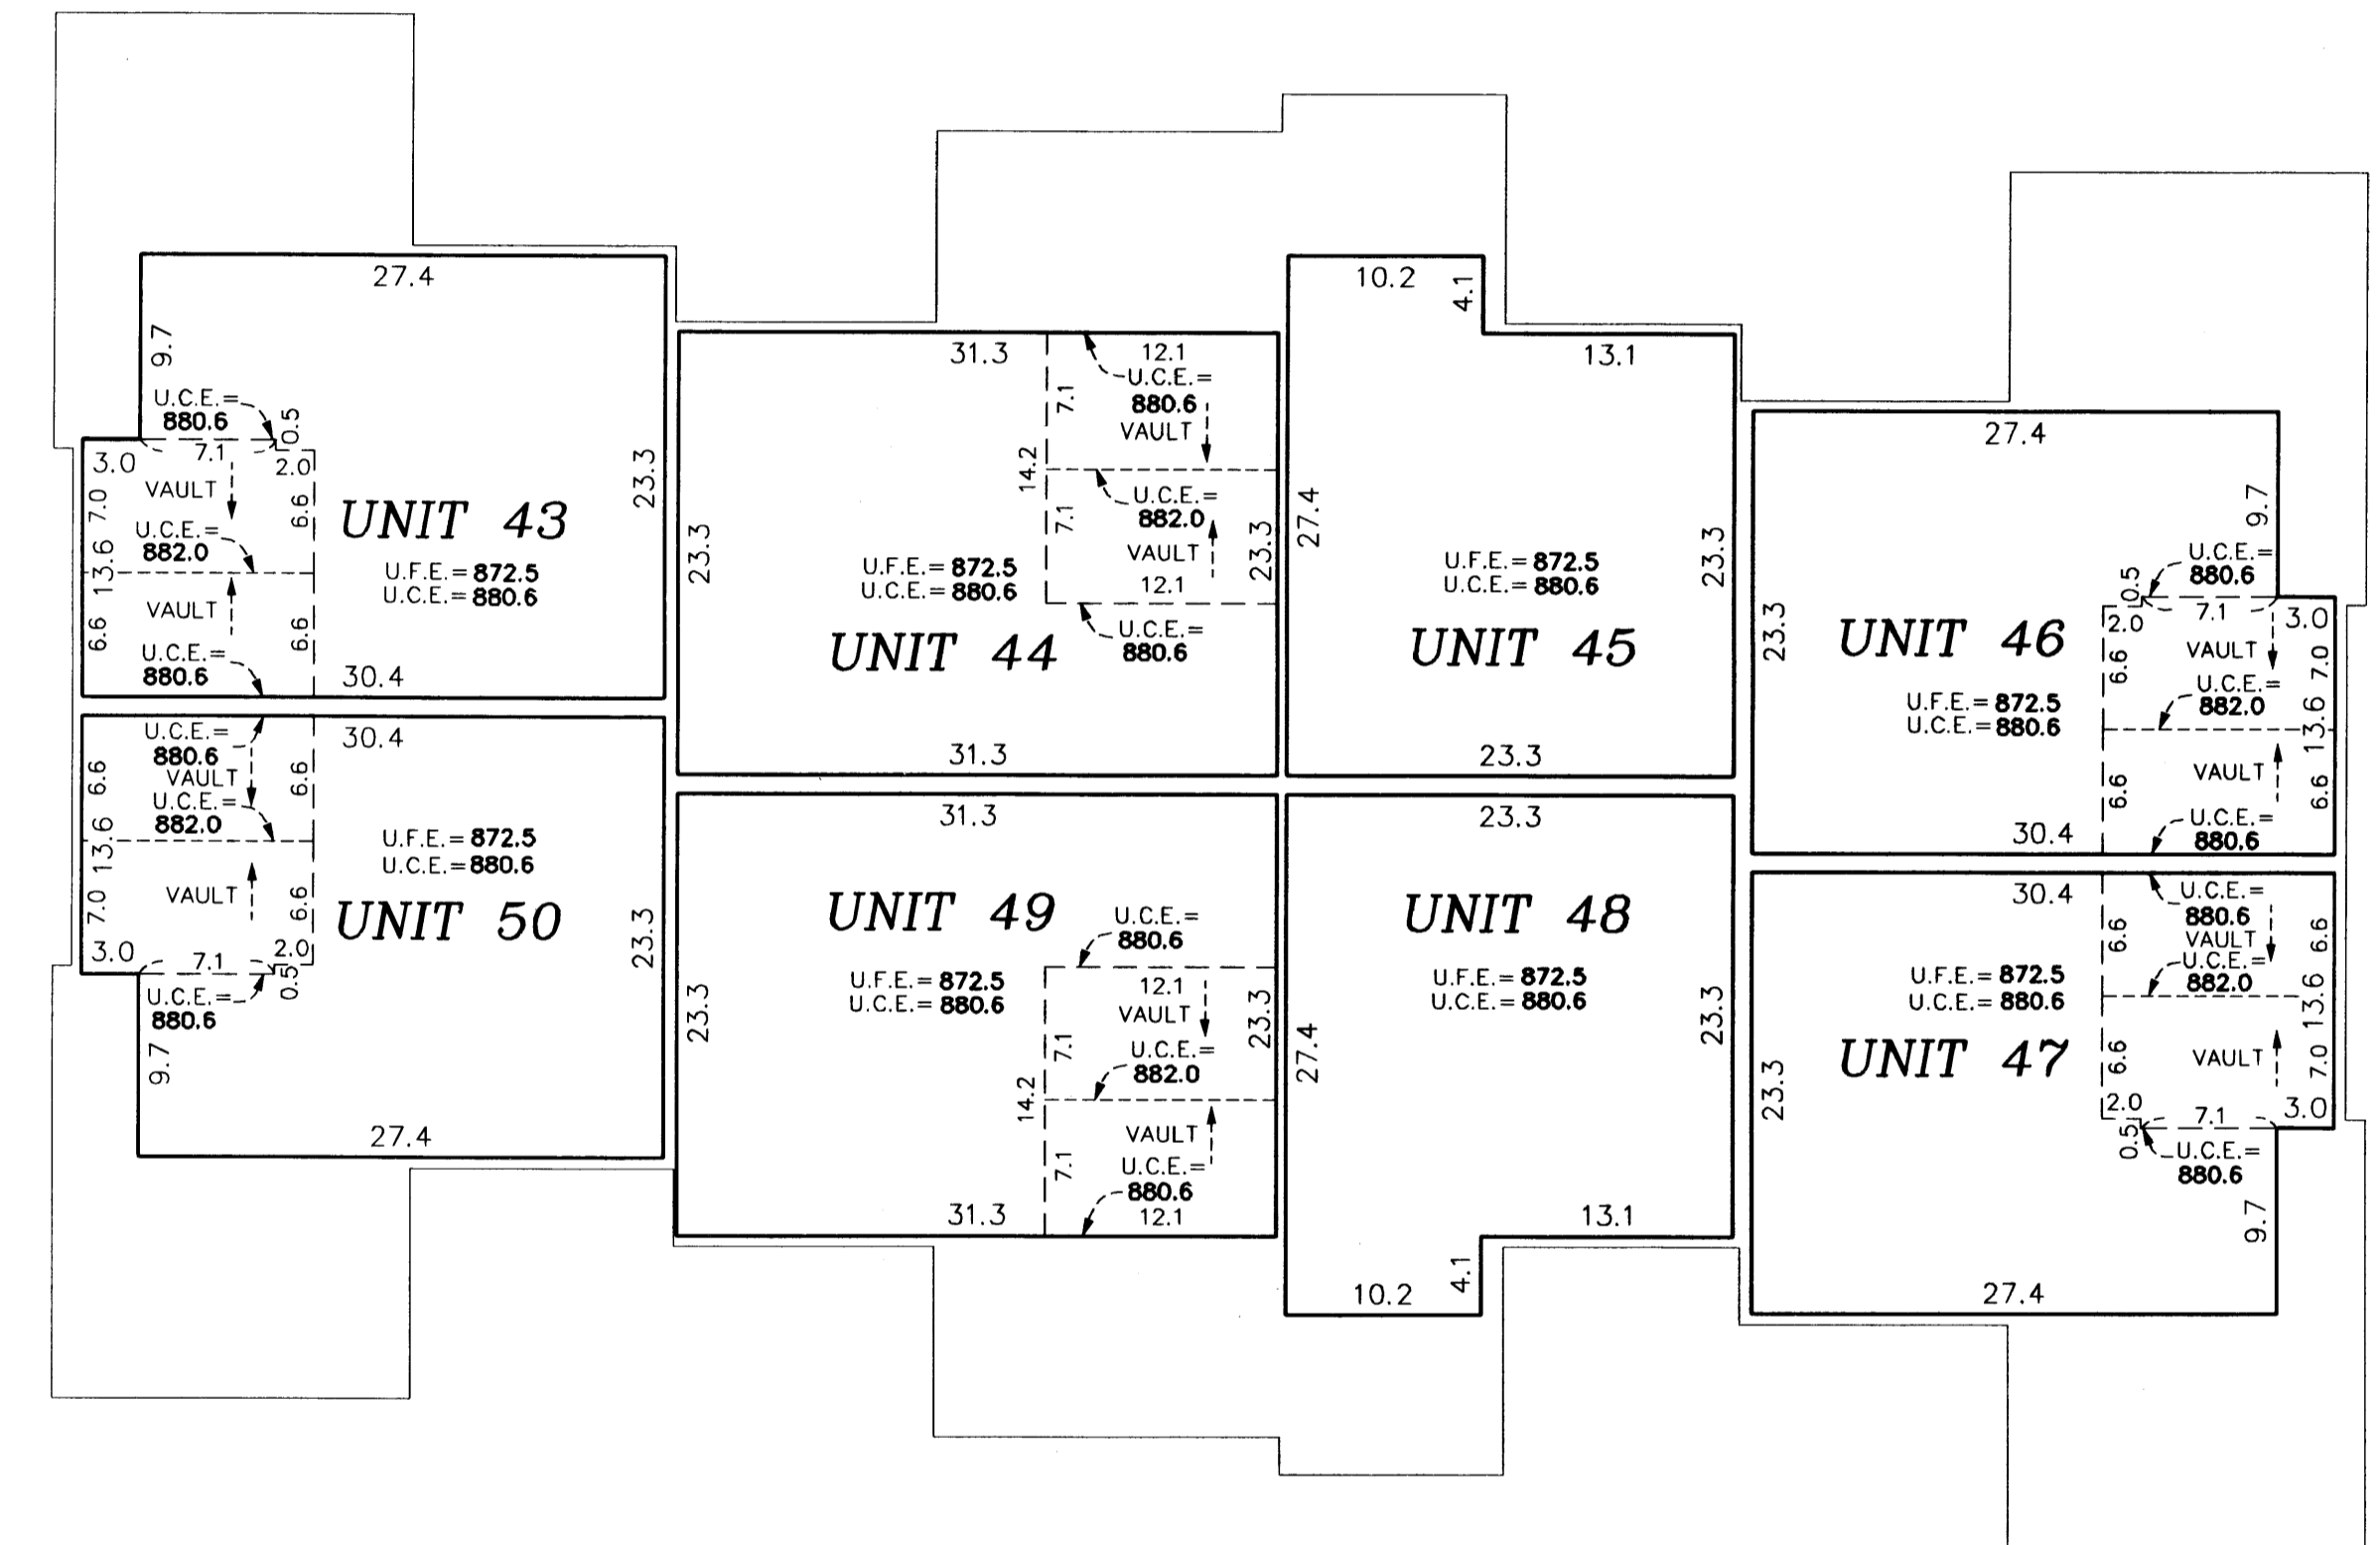 27.4
9.7
U.C.E.=
880.6
0.5
7.1
3.0
2.0
7.0
VAULT
6.6
U.C.E.=
882.0
13.6
UNIT 43
U.F.E.= 872.5
U.C.E.= 880.6
23.3
VAULT
6.6
6.6
U.C.E.=
880.6
30.4
31.3
12.1
7.1
U.C.E.=
880.6
VAULT
14.2
7.1
U.C.E.=
882.0
VAULT
12.1
23.3
23.3
U.F.E.= 872.5
U.C.E.= 880.6
UNIT 44
U.C.E.=
880.6
31.3
10.2
4.1
13.1
27.4
23.3
U.F.E.= 872.5
U.C.E.= 880.6
UNIT 45
23.3
27.4
9.7
U.C.E.=
880.6
0.5
7.1
2.0
3.0
23.3
UNIT 46
6.6
VAULT
7.0
U.C.E.=
882.0
U.F.E.= 872.5
U.C.E.= 880.6
13.6
VAULT
6.6
6.6
U.C.E.=
880.6
30.4
U.C.E.=
880.6
30.4
6.6
VAULT
6.6
U.C.E.=
882.0
13.6
U.F.E.= 872.5
U.C.E.= 880.6
7.0
VAULT
6.6
UNIT 50
23.3
3.0
7.1
2.0
0.5
U.C.E.=
880.6
9.7
27.4
31.3
UNIT 49
U.C.E.=
880.6
U.F.E.= 872.5
U.C.E.= 880.6
12.1
VAULT
23.3
23.3
7.1
U.C.E.=
882.0
14.2
VAULT
7.1
U.C.E.=
880.6
31.3
12.1
23.3
UNIT 48
U.F.E.= 872.5
U.C.E.= 880.6
27.4
23.3
13.1
4.1
10.2
30.4
U.C.E.=
880.6
6.6
VAULT
6.6
U.C.E.=
882.0
U.F.E.= 872.5
U.C.E.= 880.6
13.6
UNIT 47
6.6
VAULT
7.0
23.3
2.0
7.1
3.0
0.5
U.C.E.=
880.6
9.7
27.4